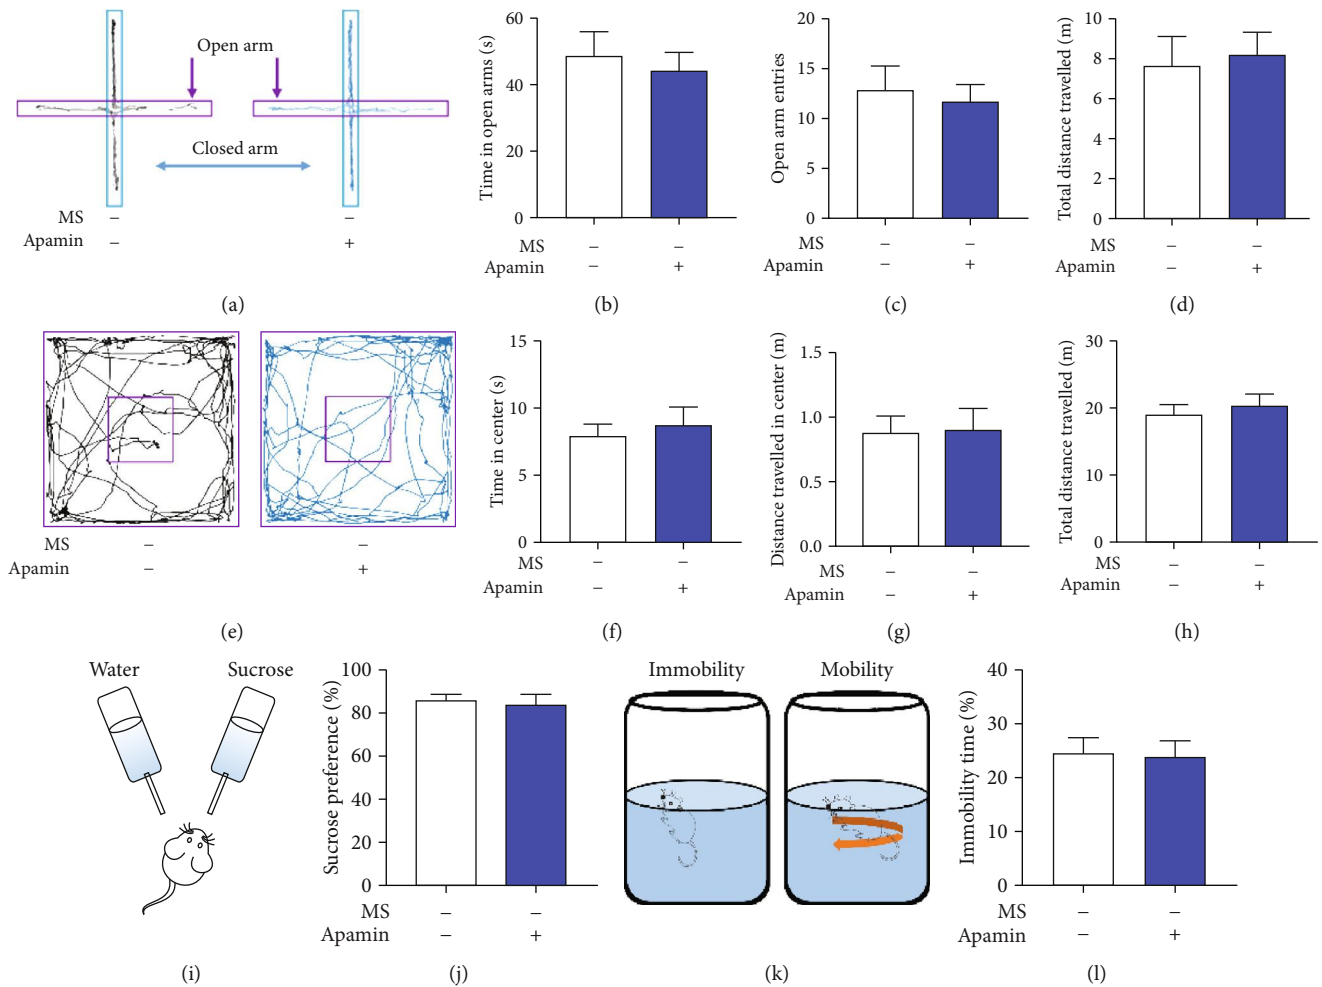 Open arm
Closed arm
MS – –
Apamin – +
(a)
Time in open arms (s)
60
40
20
0
MS – –
Apamin – +
(b)
Open arm entries
20
15
10
5
0
MS – –
Apamin – +
(c)
Total distance travelled (m)
10
8
6
4
2
0
MS – –
Apamin – +
(d)
MS – –
Apamin – +
(e)
Time in center (s)
15
10
5
0
MS – –
Apamin – +
(f)
Distance travelled in center (m)
1.5
1.0
0.5
0.0
MS – –
Apamin – +
(g)
Total distance travelled (m)
30
20
10
0
MS – –
Apamin – +
(h)
Water Sucrose
(i)
Sucrose preference (%)
100
80
60
40
20
0
MS – –
Apamin – +
(j)
Immobility Mobility
(k)
Immobility time (%)
40
30
20
10
0
MS – –
Apamin – +
(l)